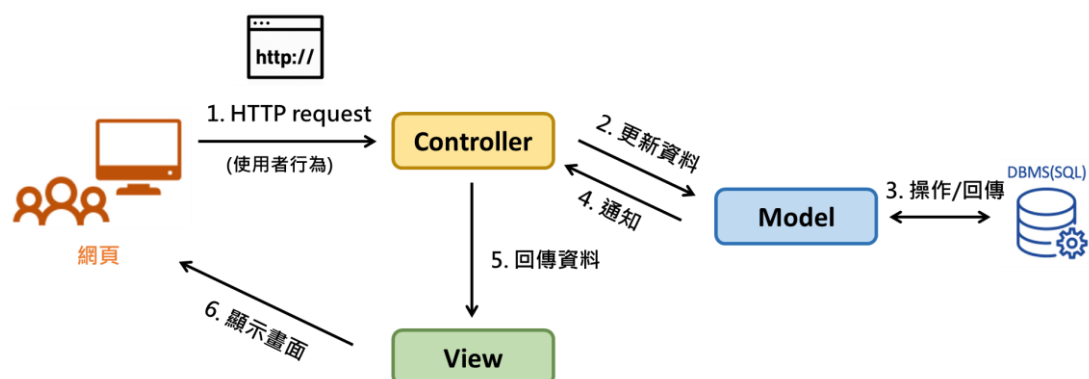 http://
1. HTTP request
(使用者行為)
Controller
2. 更新資料
4. 通知
DBMS(SQL)
3. 操作/回傳
Model
網頁
5. 回傳資料
6. 顯示畫面
View